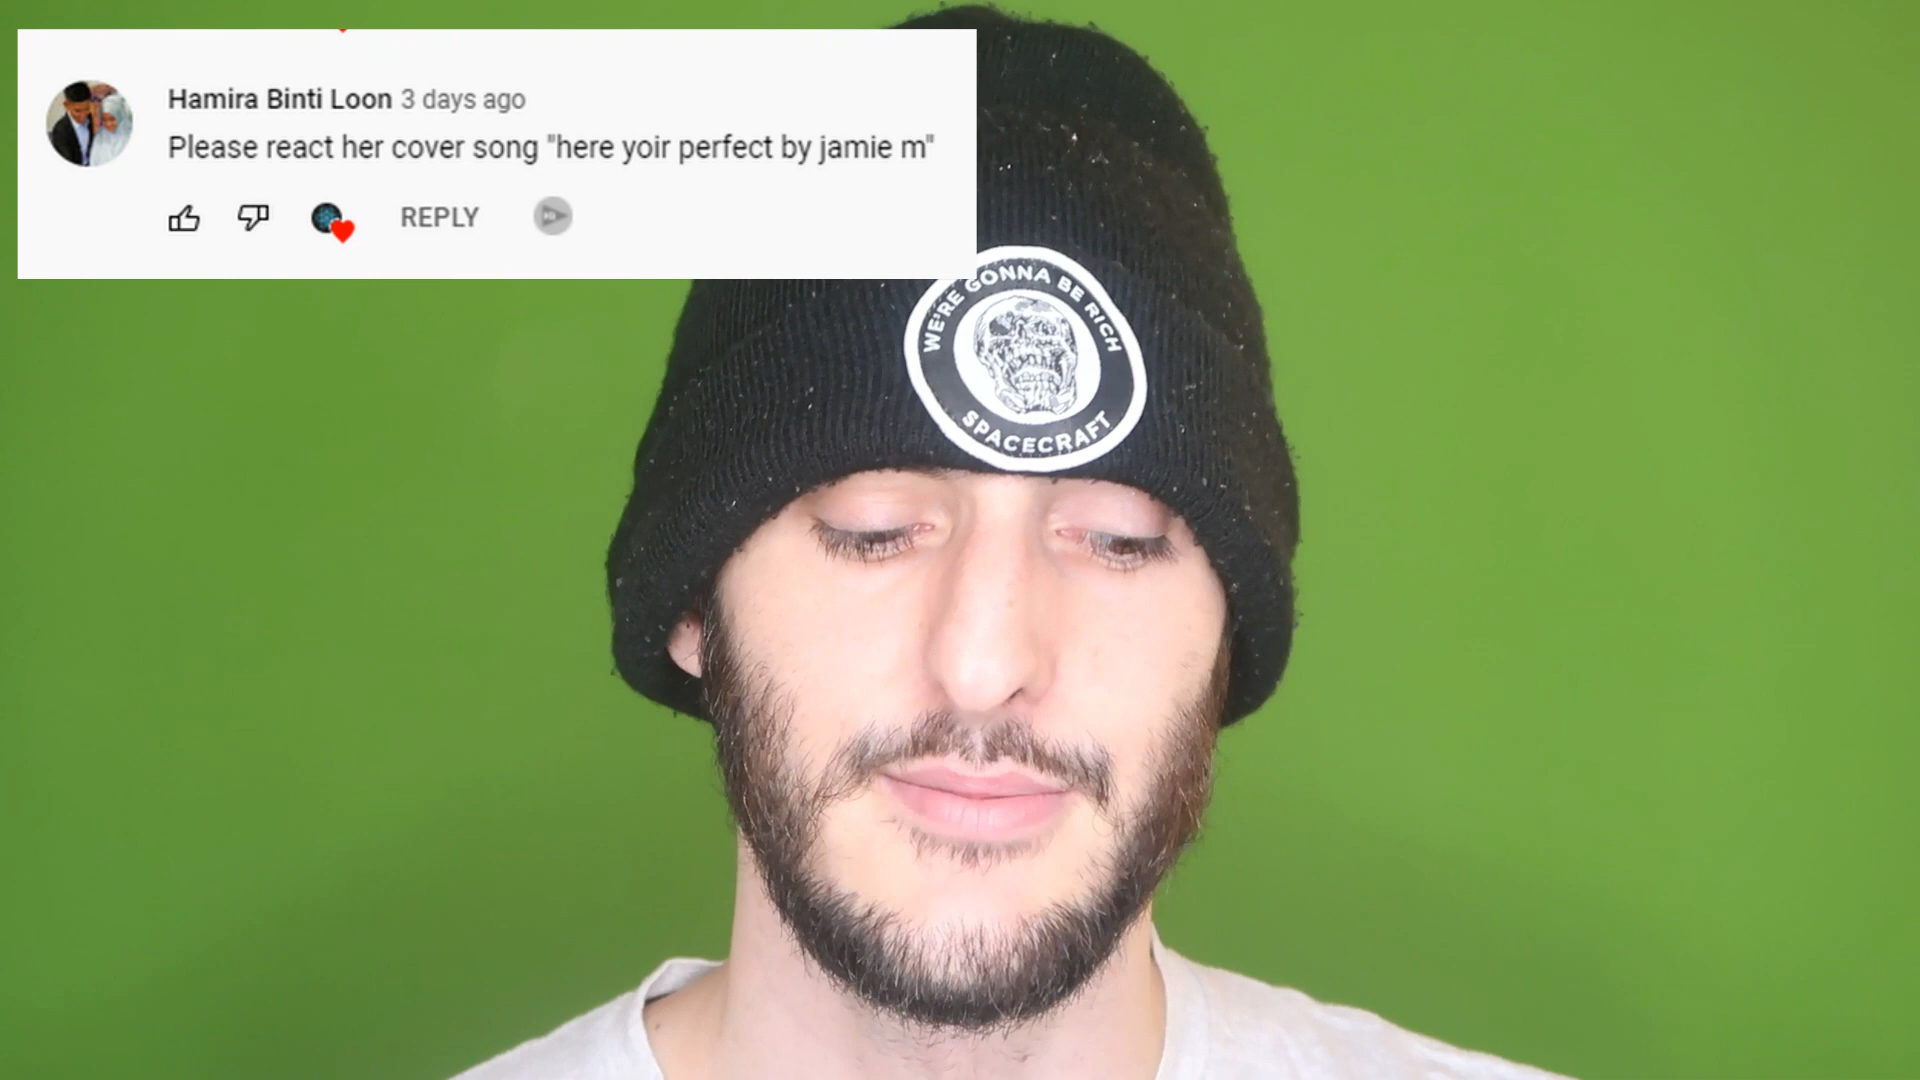 Hamira Binti Loon 3 days ago
Please react her cover song "here yoir perfect by jamie m"
REPLY
WE'RE GONNA BE RICH
SPACECRAFT